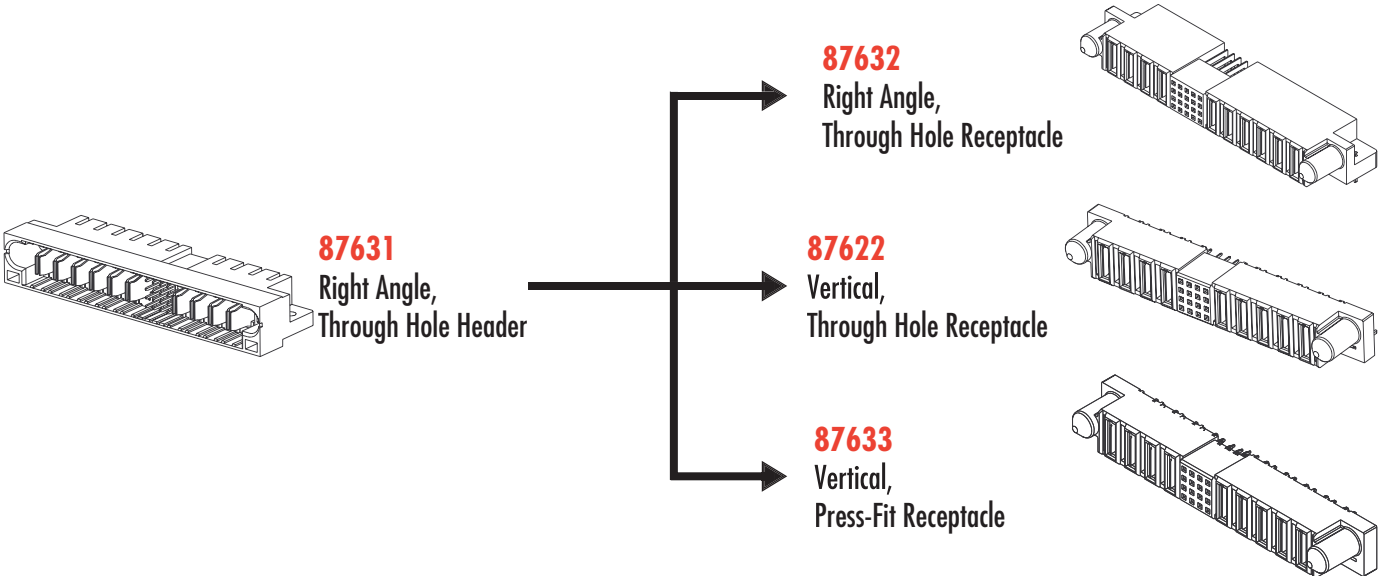 87631
Right Angle,
Through Hole Header
87632
Right Angle,
Through Hole Receptacle
87622
Vertical,
Through Hole Receptacle
87633
Vertical,
Press-Fit Receptacle